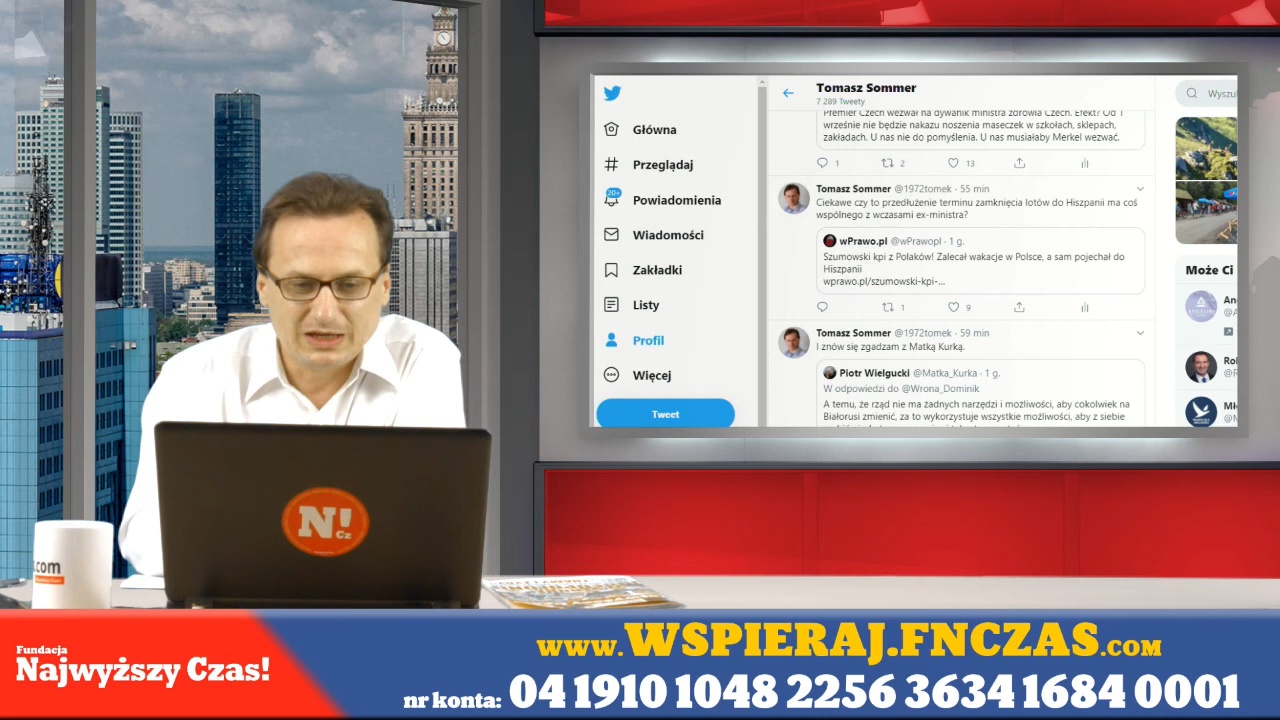 Tomasz Sommer
7 289 Tweety
Wyszu
Główna
Przeglądaj
20+
Powiadomienia
Wiadomości
Zakładki
Listy
Profil
Więcej
Tweet
Premier Czech wezwał na dywanik ministra zdrowia Czech. Efekt? Od 1
wrześnie nie będzie nakazu noszenia maseczek w szkołach, sklepach,
zakładach. U nas nie do pomyślenia. U nas musiałaby Merkel wezwać.
1 2 13
Tomasz Sommer @1972tomek · 55 min
Ciekawe czy to przedłużenie terminu zamknięcia lotów do Hiszpanii ma coś
wspólnego z wczasami ex-ministra?
wPrawo.pl @wPrawopl · 1 g.
Szumowski kpi z Polaków! Zalecał wakacje w Polsce, a sam pojechał do
Hiszpanii
wprawo.pl/szumowski-kpi-...
1 9
Tomasz Sommer @1972tomek · 59 min
I znów się zgadzam z Matką Kurką.
Piotr Wielgucki @Matka_Kurka · 1 g.
W odpowiedzi do @Wrona_Dominik
A temu, że rząd nie ma żadnych narzędzi i możliwości, aby cokolwiek na
Białorusi zmienić, za to wykorzystuje wszystkie możliwości, aby z siebie
Może Ci
An
@A
Rol
@R
Mł
@M
N!
Cz
.com
Fundacja
Najwyższy Czas!
www.WSPIERAJ.FNCZAS.COM
nr konta: 04 1910 1048 2256 3634 1684 0001